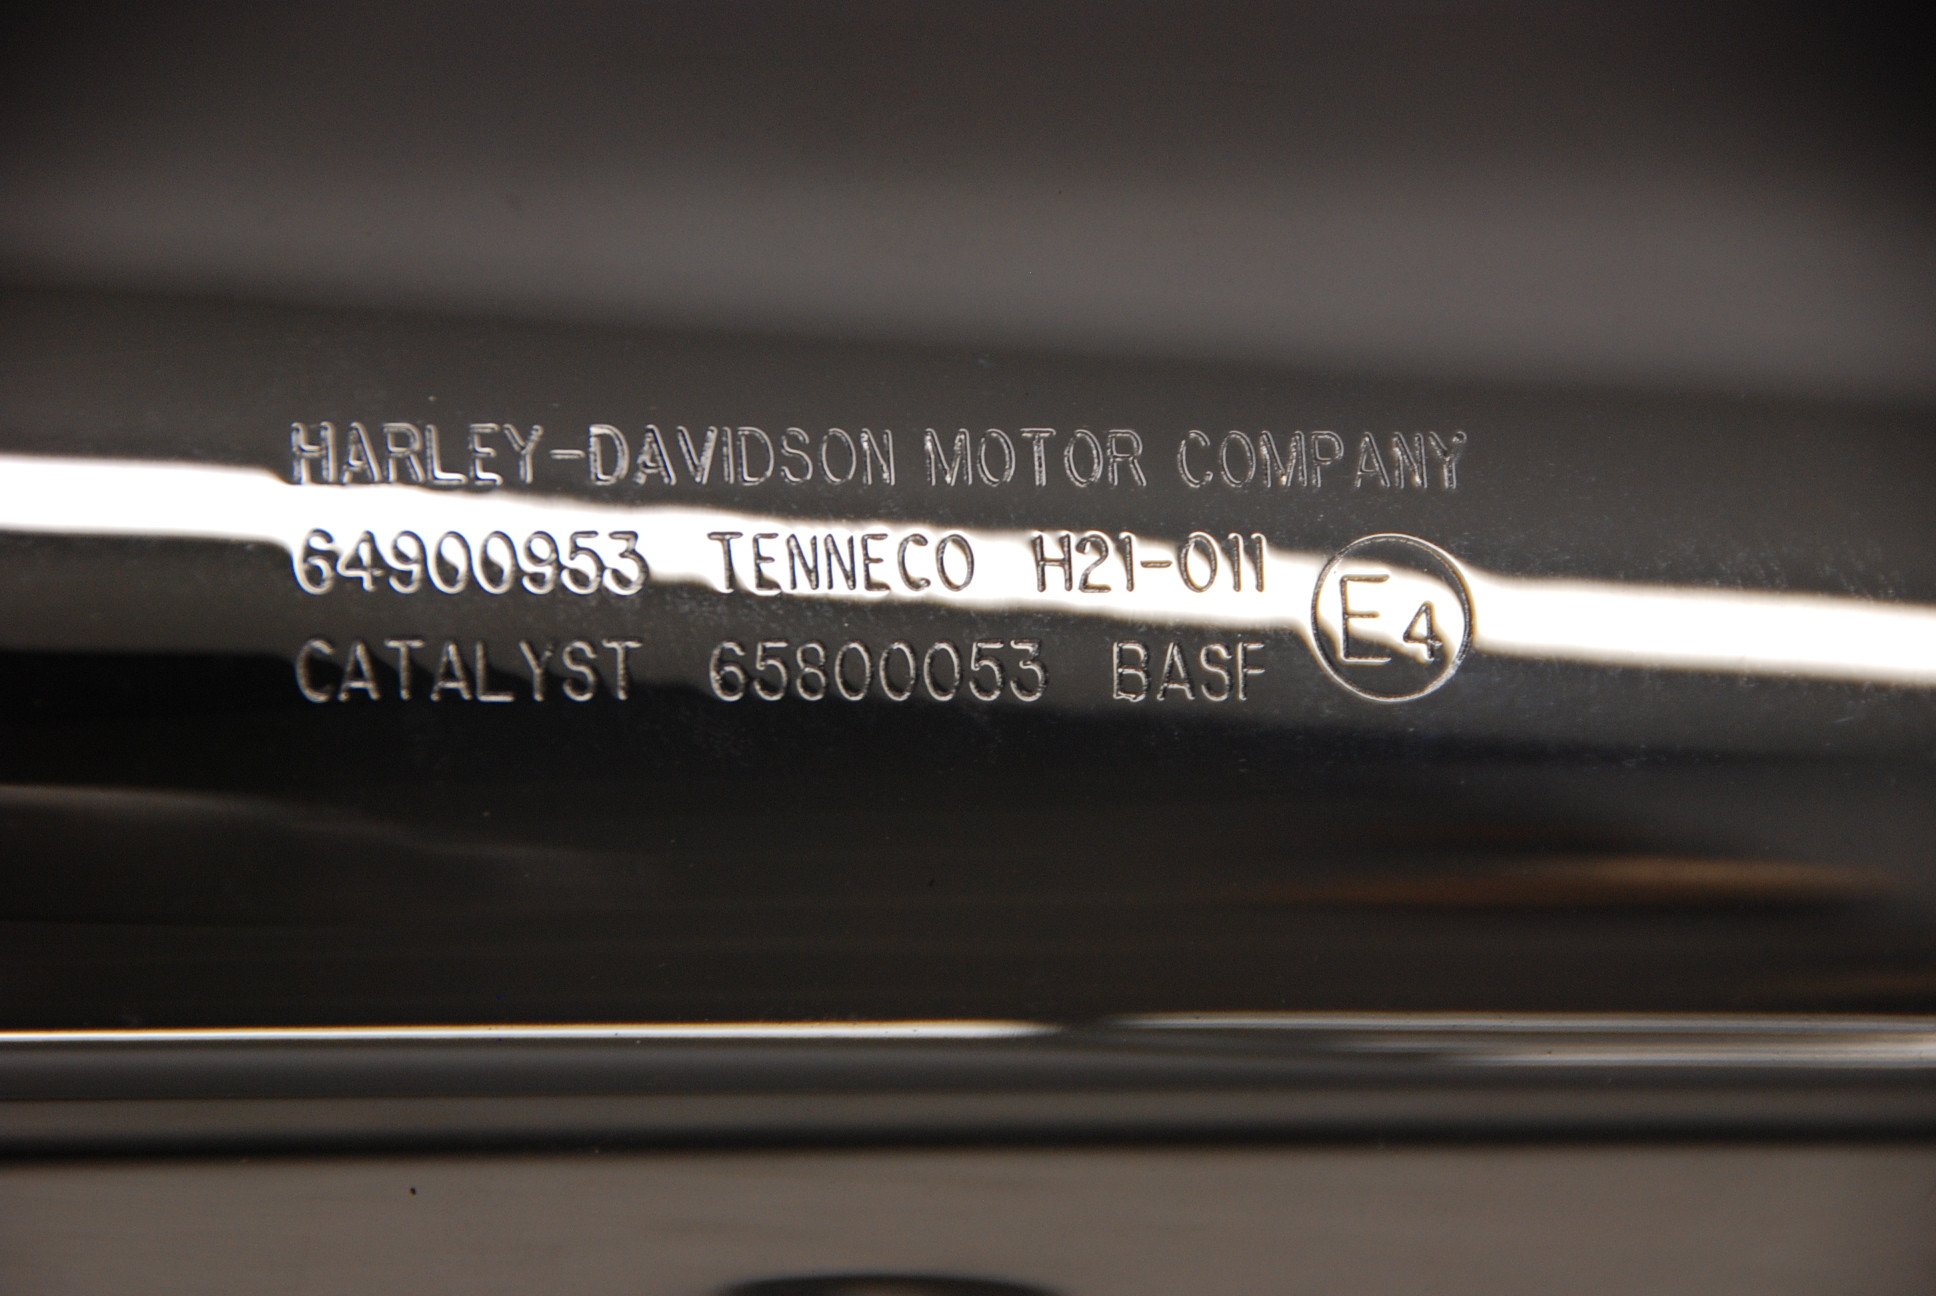 HARLEY-DAVIDSON MOTOR COMPANY
64900953 TENNECO H21-011
E4
CATALYST 65800053 BASF